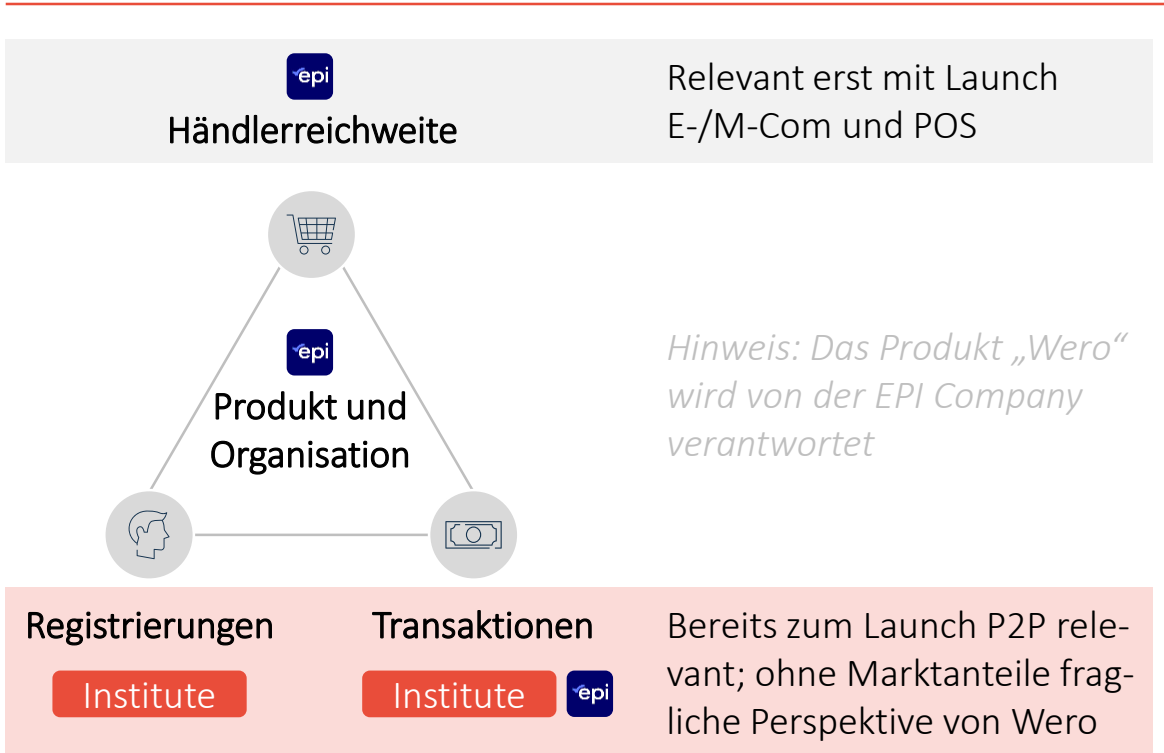 epi
Händlerreichweite
Relevant erst mit Launch
E-/M-Com und POS
epi
Produkt und
Organisation
Hinweis: Das Produkt „Wero“
wird von der EPI Company
verantwortet
Registrierungen
Institute
Transaktionen
Institute
epi
Bereits zum Launch P2P rele-
vant; ohne Marktanteile frag-
liche Perspektive von Wero